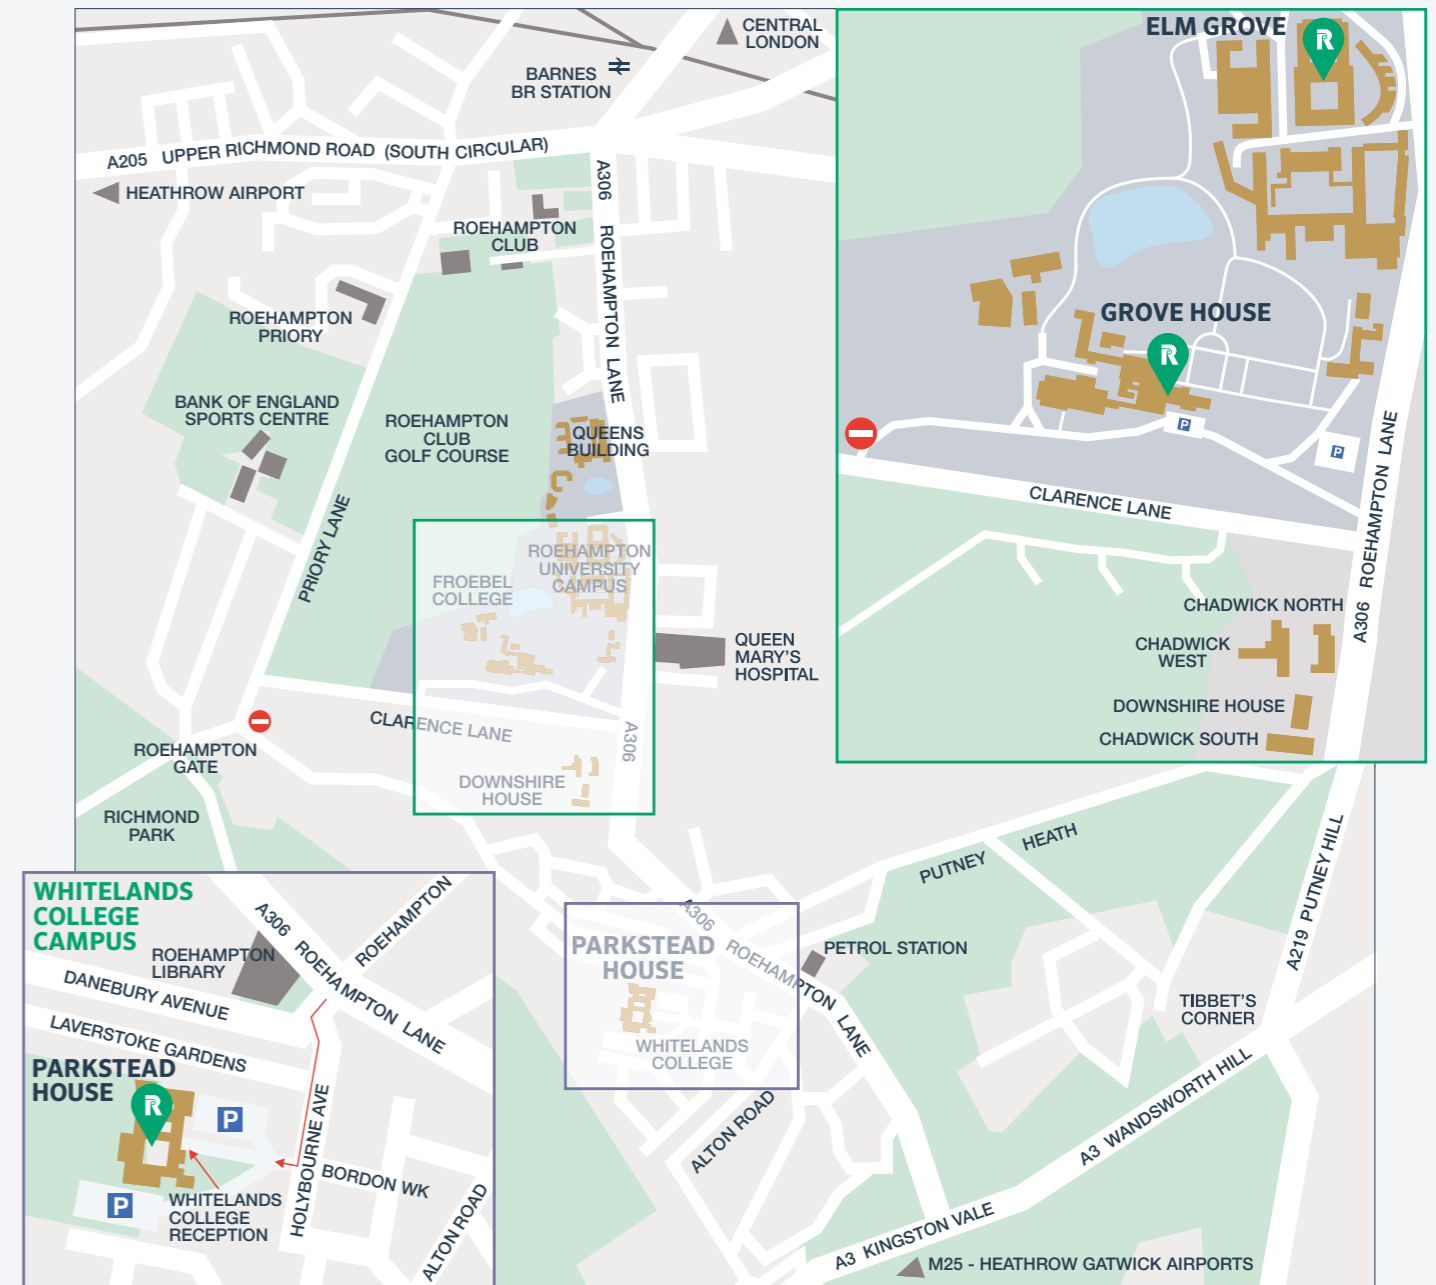 CENTRAL
LONDON
BARNES
BR STATION
A205 UPPER RICHMOND ROAD (SOUTH CIRCULAR)
HEATHROW AIRPORT
A306 ROEHAMPTON LANE
ROEHAMPTON
CLUB
ROEHAMPTON
PRIORY
BANK OF ENGLAND
SPORTS CENTRE
ROEHAMPTON
CLUB
GOLF COURSE
QUEENS
BUILDING
PRIORY LANE
ROEHAMPTON
UNIVERSITY
CAMPUS
FROEBEL
COLLEGE
QUEEN
MARY'S
HOSPITAL
CLARENCE LANE
A306
ROEHAMPTON
GATE
DOWNSHIRE
HOUSE
RICHMOND
PARK
ELM GROVE
R
GROVE HOUSE
R
P
P
CLARENCE LANE
A306 ROEHAMPTON LANE
CHADWICK NORTH
CHADWICK
WEST
DOWNSHIRE HOUSE
CHADWICK SOUTH
PUTNEY HEATH
A219 PUTNEY HILL
A306 ROEHAMPTON LANE
PARKSTEAD
HOUSE
PETROL STATION
WHITELANDS
COLLEGE
TIBBET'S
CORNER
ALTON ROAD
A3 WANDSWORTH HILL
A3 KINGSTON VALE
M25 - HEATHROW GATWICK AIRPORTS
WHITELANDS
COLLEGE
CAMPUS
ROEHAMPTON
LIBRARY
A306 ROEHAMPTON LANE
ROEHAMPTON
DANEBURY AVENUE
LAVERSTOKE GARDENS
PARKSTEAD
HOUSE
R
P
HOLYBOURNE AVE
BORDON WK
P
WHITELANDS
COLLEGE
RECEPTION
ALTON ROAD